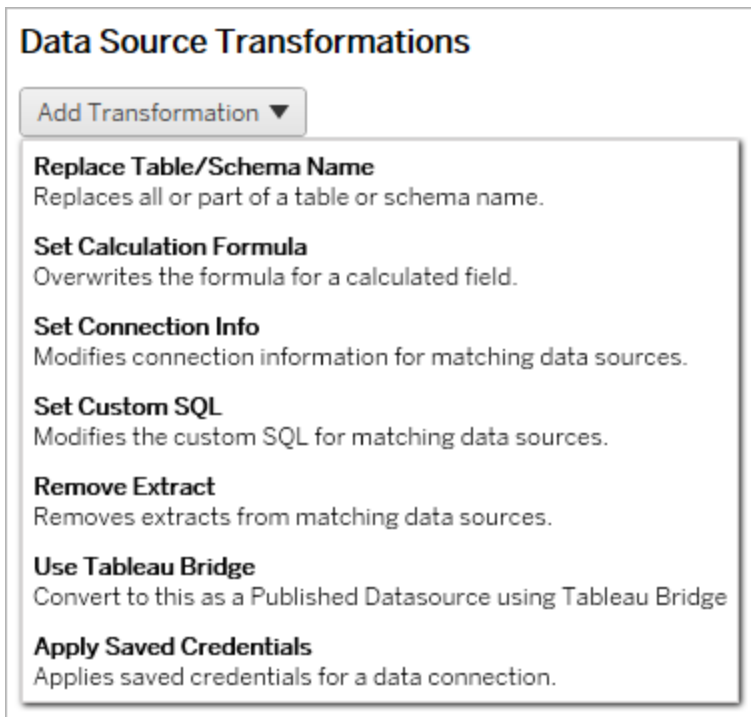 Data Source Transformations
Add Transformation ▼
Replace Table/Schema Name
Replaces all or part of a table or schema name.
Set Calculation Formula
Overwrites the formula for a calculated field.
Set Connection Info
Modifies connection information for matching data sources.
Set Custom SQL
Modifies the custom SQL for matching data sources.
Remove Extract
Removes extracts from matching data sources.
Use Tableau Bridge
Convert to this as a Published Datasource using Tableau Bridge
Apply Saved Credentials
Applies saved credentials for a data connection.